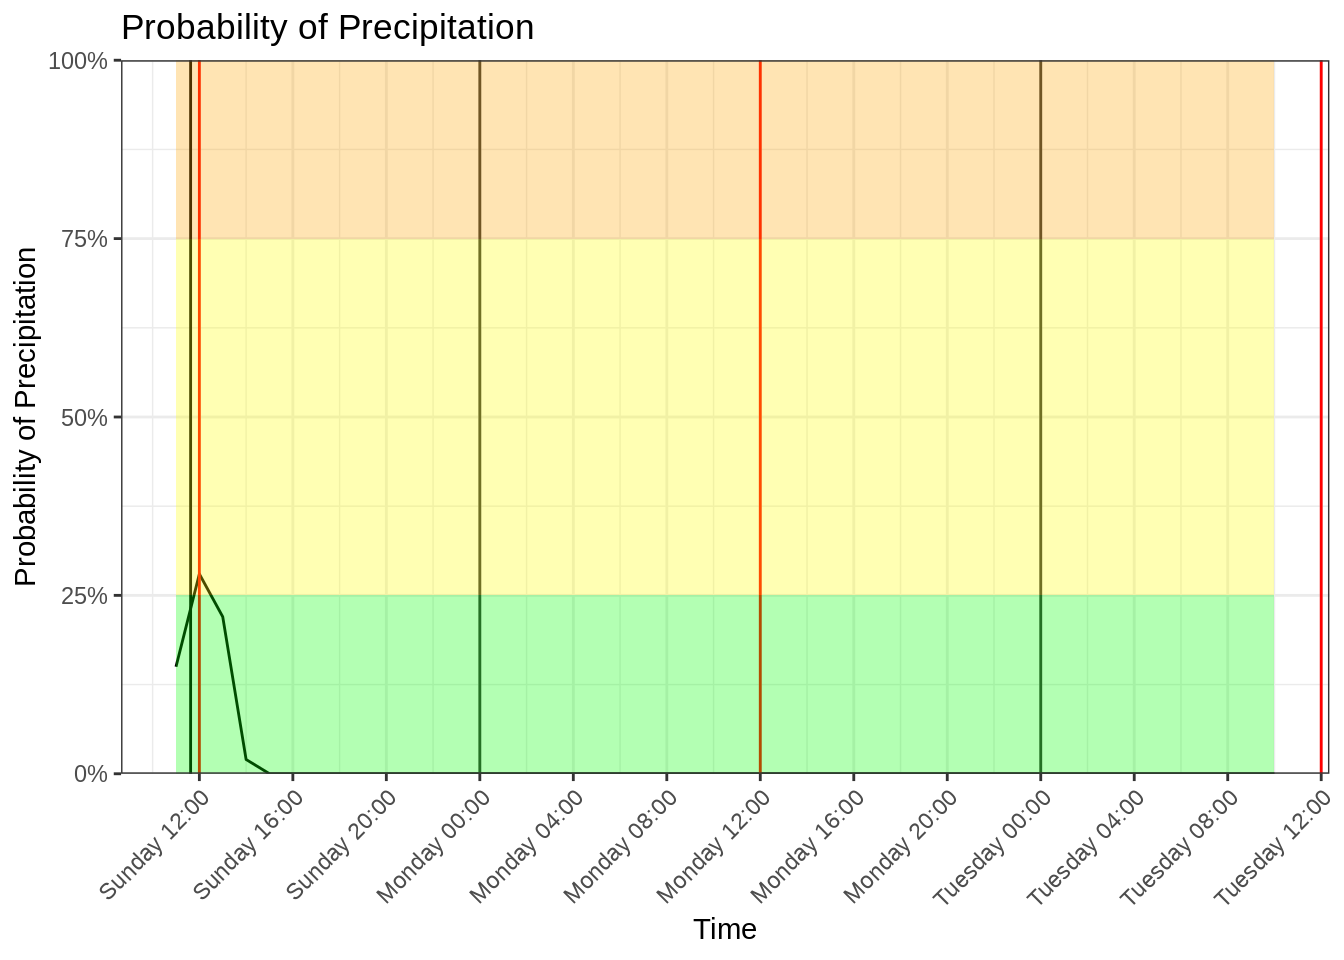 Probability of Precipitation
Probability of Precipitation
100%
75%
50%
25%
0%
Sunday 12:00
Sunday 16:00
Sunday 20:00
Monday 00:00
Monday 04:00
Monday 08:00
Monday 12:00
Monday 16:00
Monday 20:00
Tuesday 00:00
Tuesday 04:00
Tuesday 08:00
Tuesday 12:00
Time